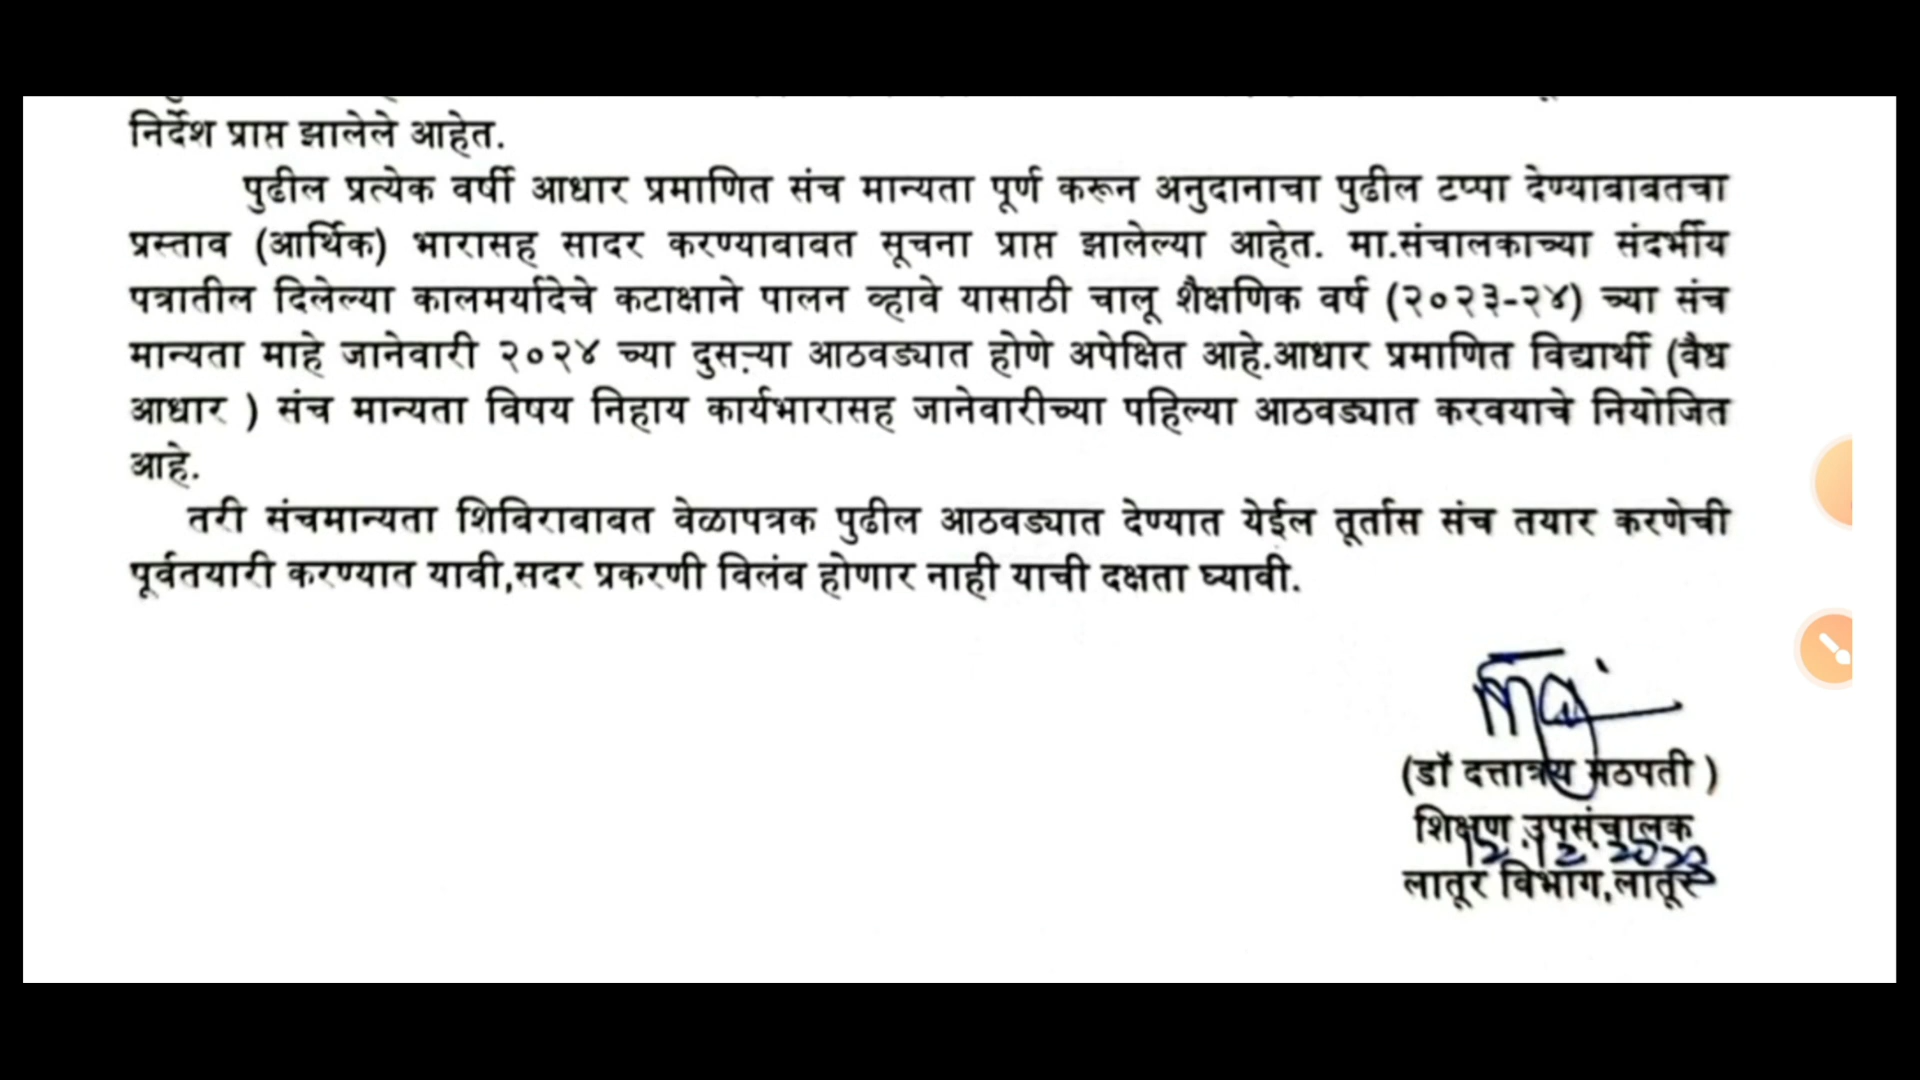 निर्देश प्राप्त झालेले आहेत.
पुढील प्रत्येक वर्षी आधार प्रमाणित संच मान्यता पूर्ण करून अनुदानाचा पुढील टप्पा देण्याबाबतचा
प्रस्ताव (आर्थिक) भारासह सादर करण्याबाबत सूचना प्राप्त झालेल्या आहेत. मा.संचालकाच्या संदर्भीय
पत्रातील दिलेल्या कालमर्यादेचे कटाक्षाने पालन व्हावे यासाठी चालू शैक्षणिक वर्ष (२०२३-२४) च्या संच
मान्यता माहे जानेवारी २०२४ च्या दुसऱ्या आठवड्यात होणे अपेक्षित आहे.आधार प्रमाणित विद्यार्थी (वैध
आधार ) संच मान्यता विषय निहाय कार्यभारासह जानेवारीच्या पहिल्या आठवड्यात करवयाचे नियोजित
आहे.
तरी संचमान्यता शिबिराबाबत वेळापत्रक पुढील आठवड्यात देण्यात येईल तूर्तास संच तयार करणेची
पूर्वतयारी करण्यात यावी,सदर प्रकरणी विलंब होणार नाही याची दक्षता घ्यावी.
(डॉ दत्तात्रय मठपती )
शिक्षण उपसंचालक
12.12.2023
लातूर विभाग,लातूर